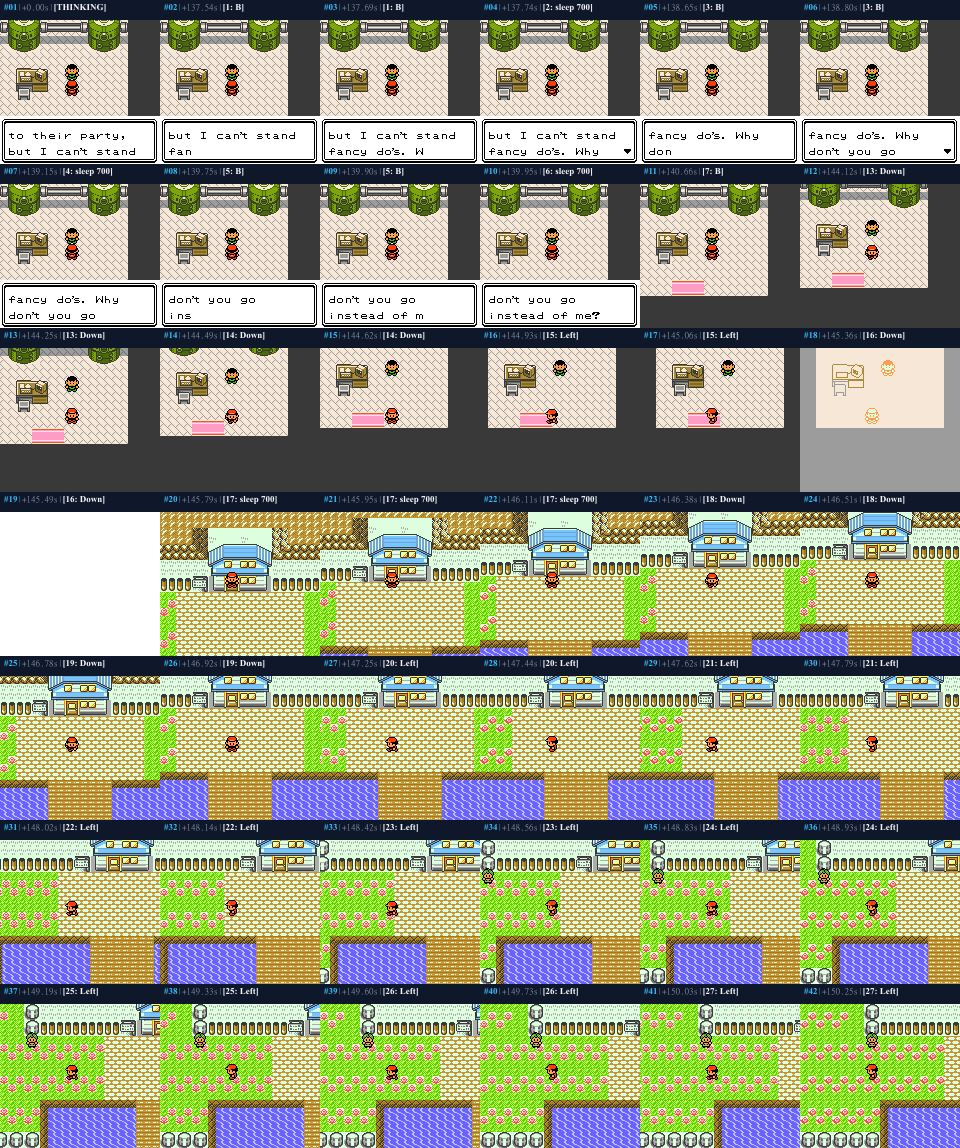 #01 | +0.00s | [THINKING]
#02 | +137.54s | [1: B]
#03 | +137.69s | [1: B]
#04 | +137.74s | [2: sleep 700]
#05 | +138.65s | [3: B]
#06 | +138.80s | [3: B]
to their party,
but I can't stand
but I can't stand
fan
but I can't stand
fancy do's. W
but I can't stand
fancy do's. Why
fancy do's. Why
don
fancy do's. Why
don't you go
#07 | +139.15s | [4: sleep 700]
#08 | +139.75s | [5: B]
#09 | +139.90s | [5: B]
#10 | +139.95s | [6: sleep 700]
#11 | +140.66s | [7: B]
#12 | +144.12s | [13: Down]
fancy do's. Why
don't you go
don't you go
ins
don't you go
instead of m
don't you go
instead of me?
#13 | +144.25s | [13: Down]
#14 | +144.49s | [14: Down]
#15 | +144.62s | [14: Down]
#16 | +144.93s | [15: Left]
#17 | +145.06s | [15: Left]
#18 | +145.36s | [16: Down]
#19 | +145.49s | [16: Down]
#20 | +145.79s | [17: sleep 700]
#21 | +145.95s | [17: sleep 700]
#22 | +146.11s | [17: sleep 700]
#23 | +146.38s | [18: Down]
#24 | +146.51s | [18: Down]
#25 | +146.78s | [19: Down]
#26 | +146.92s | [19: Down]
#27 | +147.25s | [20: Left]
#28 | +147.44s | [20: Left]
#29 | +147.62s | [21: Left]
#30 | +147.79s | [21: Left]
#31 | +148.02s | [22: Left]
#32 | +148.14s | [22: Left]
#33 | +148.42s | [23: Left]
#34 | +148.56s | [23: Left]
#35 | +148.83s | [24: Left]
#36 | +148.93s | [24: Left]
#37 | +149.19s | [25: Left]
#38 | +149.33s | [25: Left]
#39 | +149.60s | [26: Left]
#40 | +149.73s | [26: Left]
#41 | +150.03s | [27: Left]
#42 | +150.25s | [27: Left]